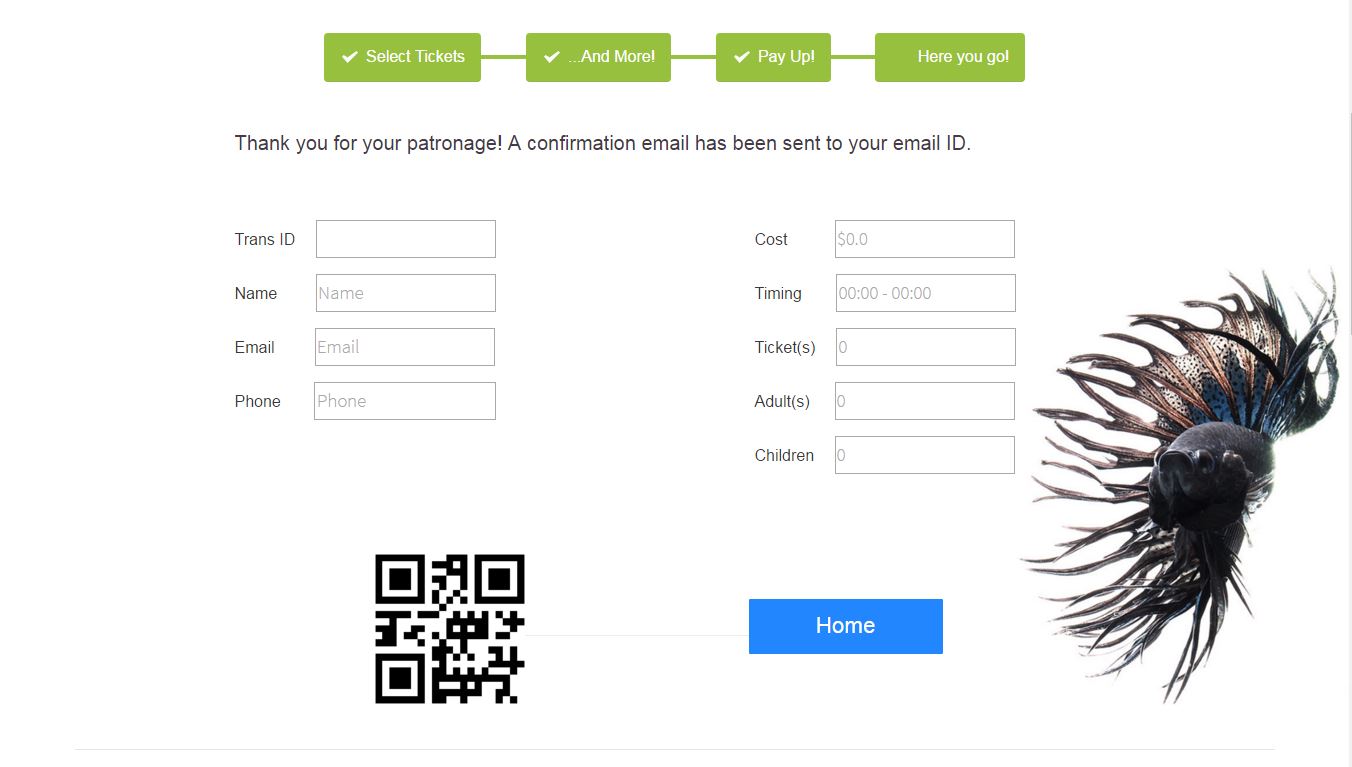 Select Tickets
...And More!
Pay Up!
Here you go!
Thank you for your patronage! A confirmation email has been sent to your email ID.
Trans ID
Name Name
Email Email
Phone Phone
Cost $0.0
Timing 00:00 - 00:00
Ticket(s) 0
Adult(s) 0
Children 0
Home